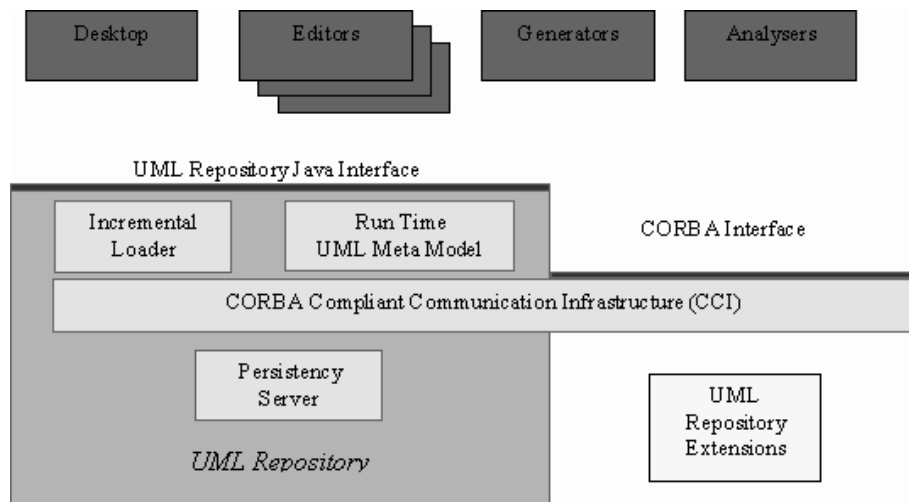 Desktop
Editors
Generators
Analysers
UML Repository Java Interface
Incremental
Loader
Run Time
UML Meta Model
CORBA Interface
CORBA Compliant Communication Infrastructure (CCI)
Persistency
Server
UML
Repository
Extensions
UML Repository